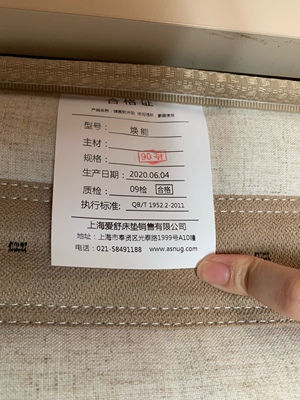 合格证
型号： 焕能
主材：
规格： 90分
生产日期：2020.06.04
质检： 09检 合格
执行标准： QB/T 1952.2-2011
上海爱舒床垫销售有限公司
地址：上海市奉贤区光泰路1999号A10幢
电话：021-58491188 www.asnug.com